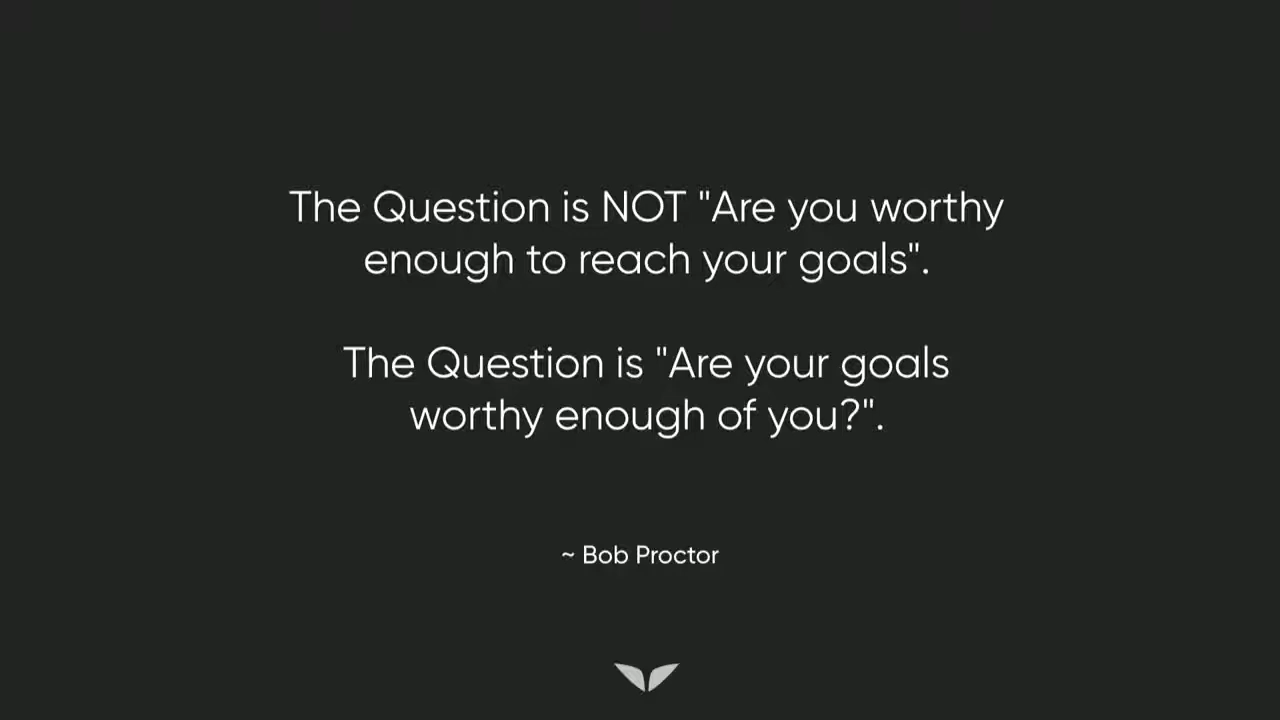 The Question is NOT "Are you worthy
enough to reach your goals".
The Question is "Are your goals
worthy enough of you?".
~ Bob Proctor